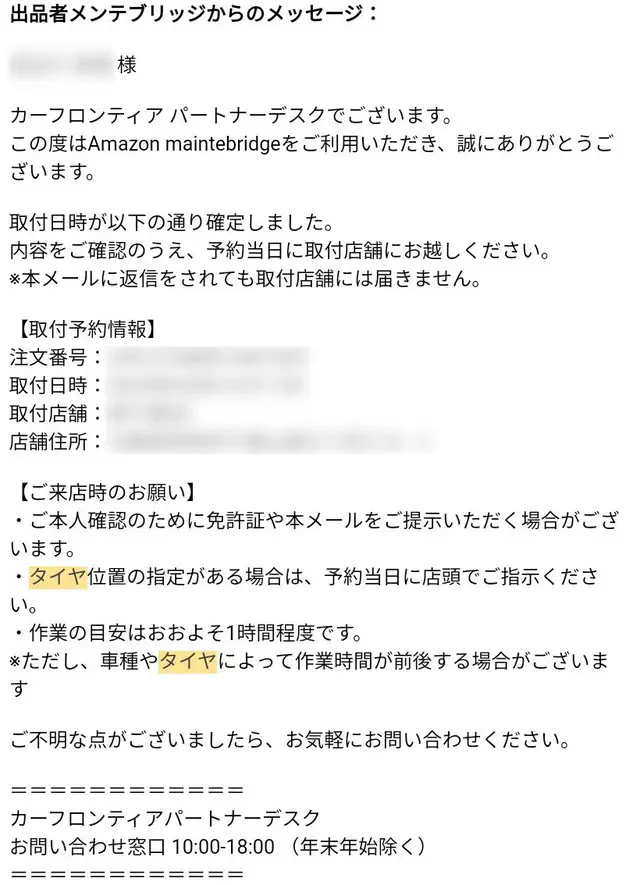 出品者メンテブリッジからのメッセージ：
様
カーフロンティア パートナーデスクでございます。
この度はAmazon maintebridgeをご利用いただき、誠にありがとうご
ざいます。
取付日時が以下の通り確定しました。
内容をご確認のうえ、予約当日に取付店舗にお越しください。
※本メールに返信をされても取付店舗には届きません。
【取付予約情報】
注文番号：
取付日時：
取付店舗：
店舗住所：
【ご来店時のお願い】
・ご本人確認のために免許証や本メールをご提示いただく場合がござ
います。
・タイヤ位置の指定がある場合は、予約当日に店頭でご指示くださ
い。
・作業の目安はおおよそ1時間程度です。
※ただし、車種やタイヤによって作業時間が前後する場合がございま
す
ご不明な点がございましたら、お気軽にお問い合わせください。
＝＝＝＝＝＝＝＝＝＝＝＝
カーフロンティアパートナーデスク
お問い合わせ窓口 10:00-18:00 （年末年始除く）
＝＝＝＝＝＝＝＝＝＝＝＝